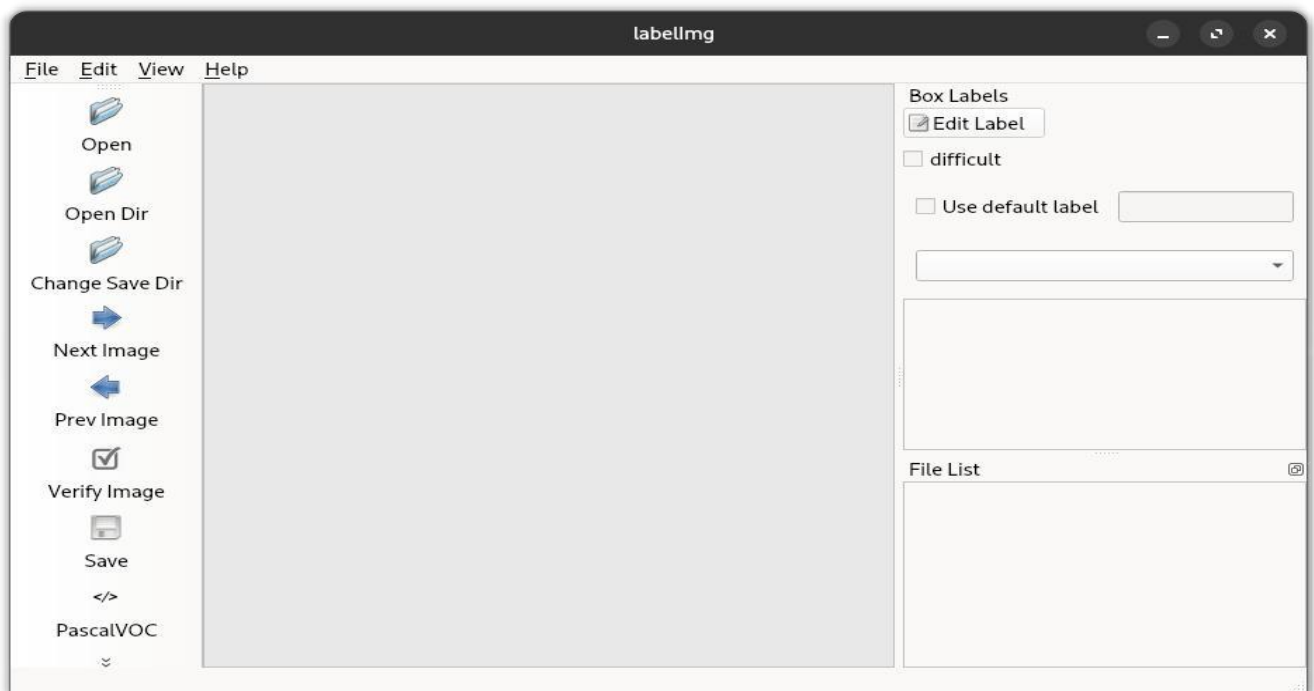 labelImg
File Edit View Help
Open
Open Dir
Change Save Dir
Next Image
Prev Image
Verify Image
Save
</>
PascalVOC
Box Labels
Edit Label
difficult
Use default label
File List